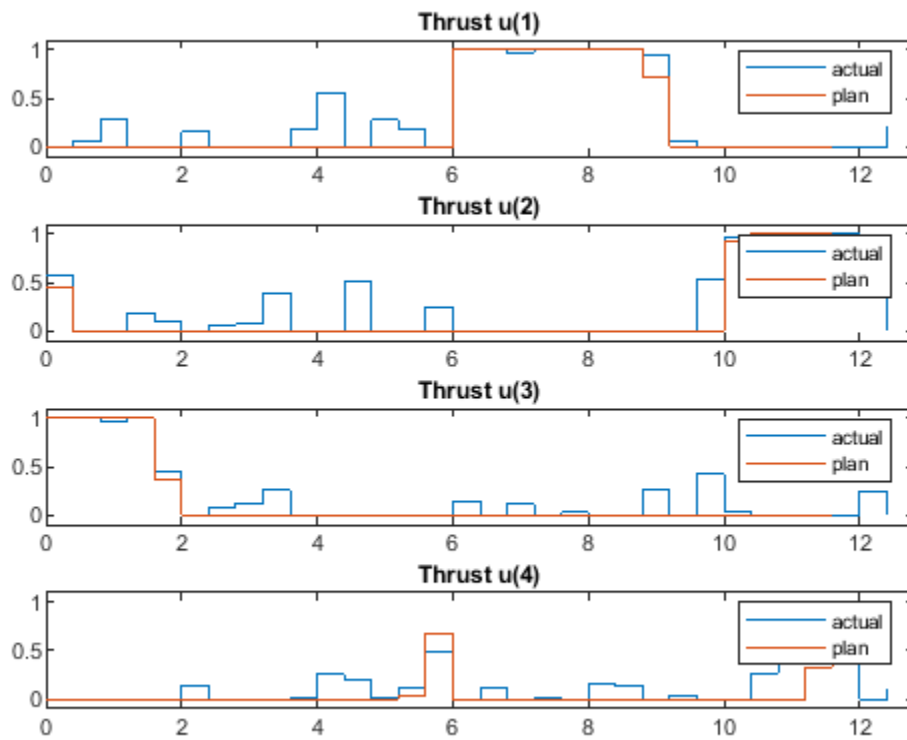 Thrust u(1)
1
0.5
0
0 2 4 6 8 10 12
actual
plan
Thrust u(2)
1
0.5
0
0 2 4 6 8 10 12
actual
plan
Thrust u(3)
1
0.5
0
0 2 4 6 8 10 12
actual
plan
Thrust u(4)
1
0.5
0
0 2 4 6 8 10 12
actual
plan